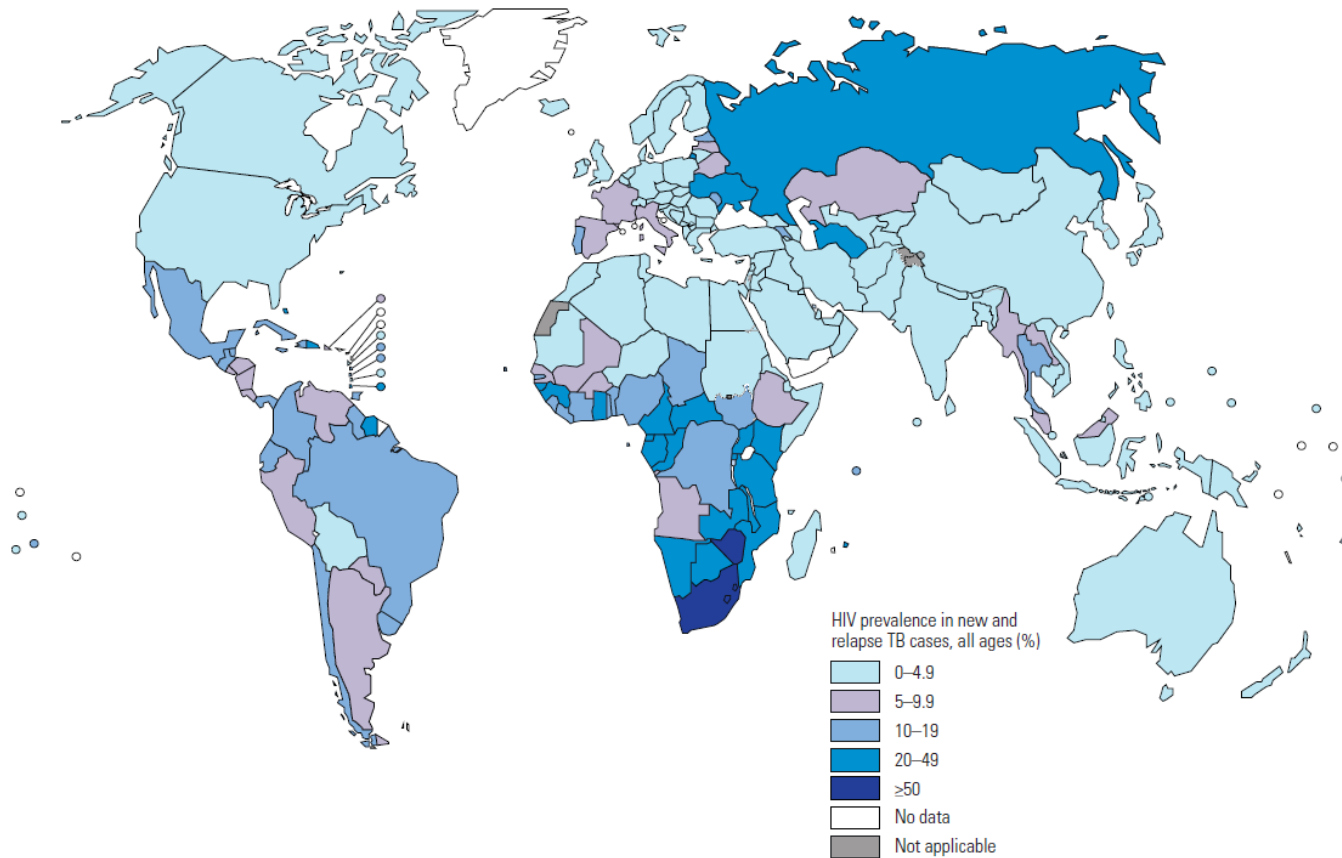 HIV prevalence in new and
relapse TB cases, all ages (%)
0–4.9
5–9.9
10–19
20–49
≥50
No data
Not applicable